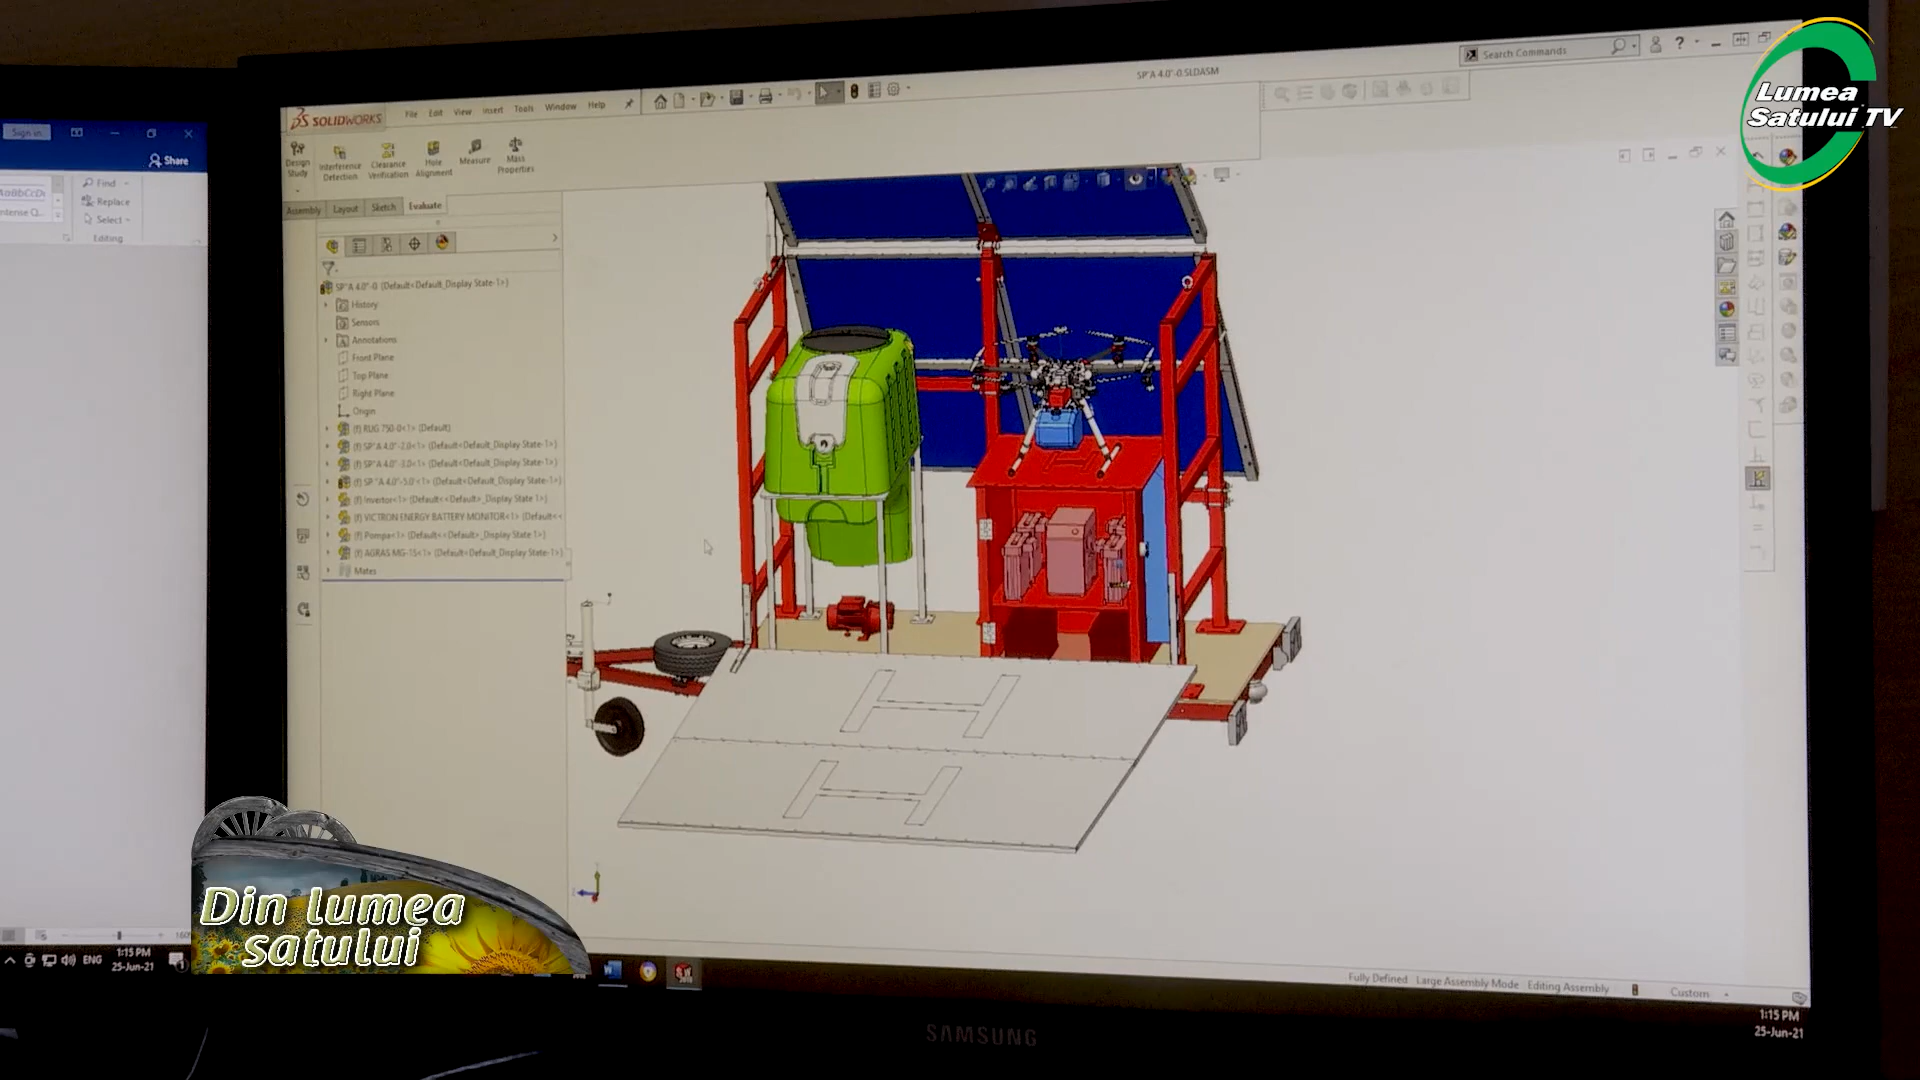 Lumea
Satului TV
Sign in
Share
Find
Replace
Select
Editing
SOLIDWORKS
File Edit View Insert Tools Window Help
SP"A 4.0"-0.SLDASM
Search Commands
Design
Study
Interference
Detection
Clearance
Verification
Hole
Alignment
Measure
Mass
Properties
Assembly Layout Sketch Evaluate
SP"A 4.0"-0 (Default<Default_Display State-1>)
History
Sensors
Annotations
Front Plane
Top Plane
Right Plane
Origin
(f) RUG 750-0<1> (Default)
(f) SP"A 4.0"-2.0<1> (Default<Default_Display State-1>)
(f) SP"A 4.0"-3.0<1> (Default<Default_Display State-1>)
(f) SP "A 4.0"-5.0"<1> (Default<Default_Display State-1>)
(f) Invertor<1> (Default<<Default>_Display State 1>)
(f) VICTRON ENERGY BATTERY MONITOR<1> (Default<<
(f) Pompa<1> (Default<<Default>_Display State 1>)
(f) AGRAS MG-1S<1> (Default<Default_Display State-1>)
Mates
H
H
Din lumea
satului
Fully Defined Large Assembly Mode Editing Assembly Custom
ENG
1:15 PM
25-Jun-21
1:15 PM
25-Jun-21
SAMSUNG